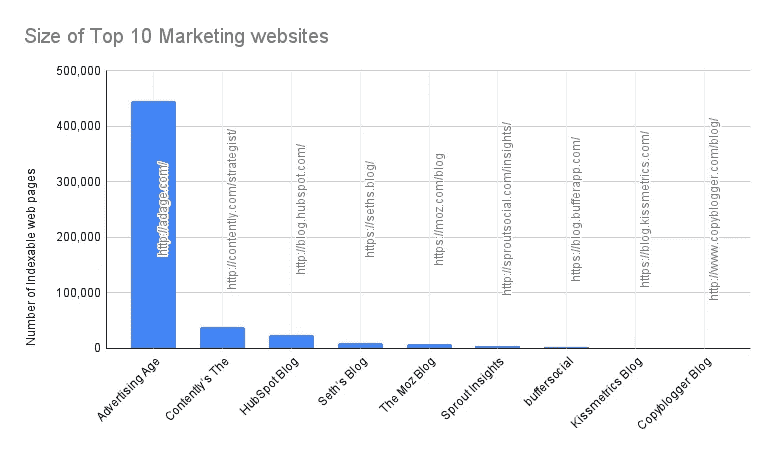 Size of Top 10 Marketing websites
Number of Indexable web pages
500,000
400,000
300,000
200,000
100,000
0
http://adage.com/
http://contently.com/strategist/
http://blog.hubspot.com/
https://seths.blog/
https://moz.com/blog
http://sproutsocial.com/insights/
https://blog.bufferapp.com/
https://blog.kissmetrics.com/
http://www.copyblogger.com/blog/
Advertising Age
Contently's The
HubSpot Blog
Seth's Blog
The Moz Blog
Sprout Insights
buffersocial
Kissmetrics Blog
Copyblogger Blog